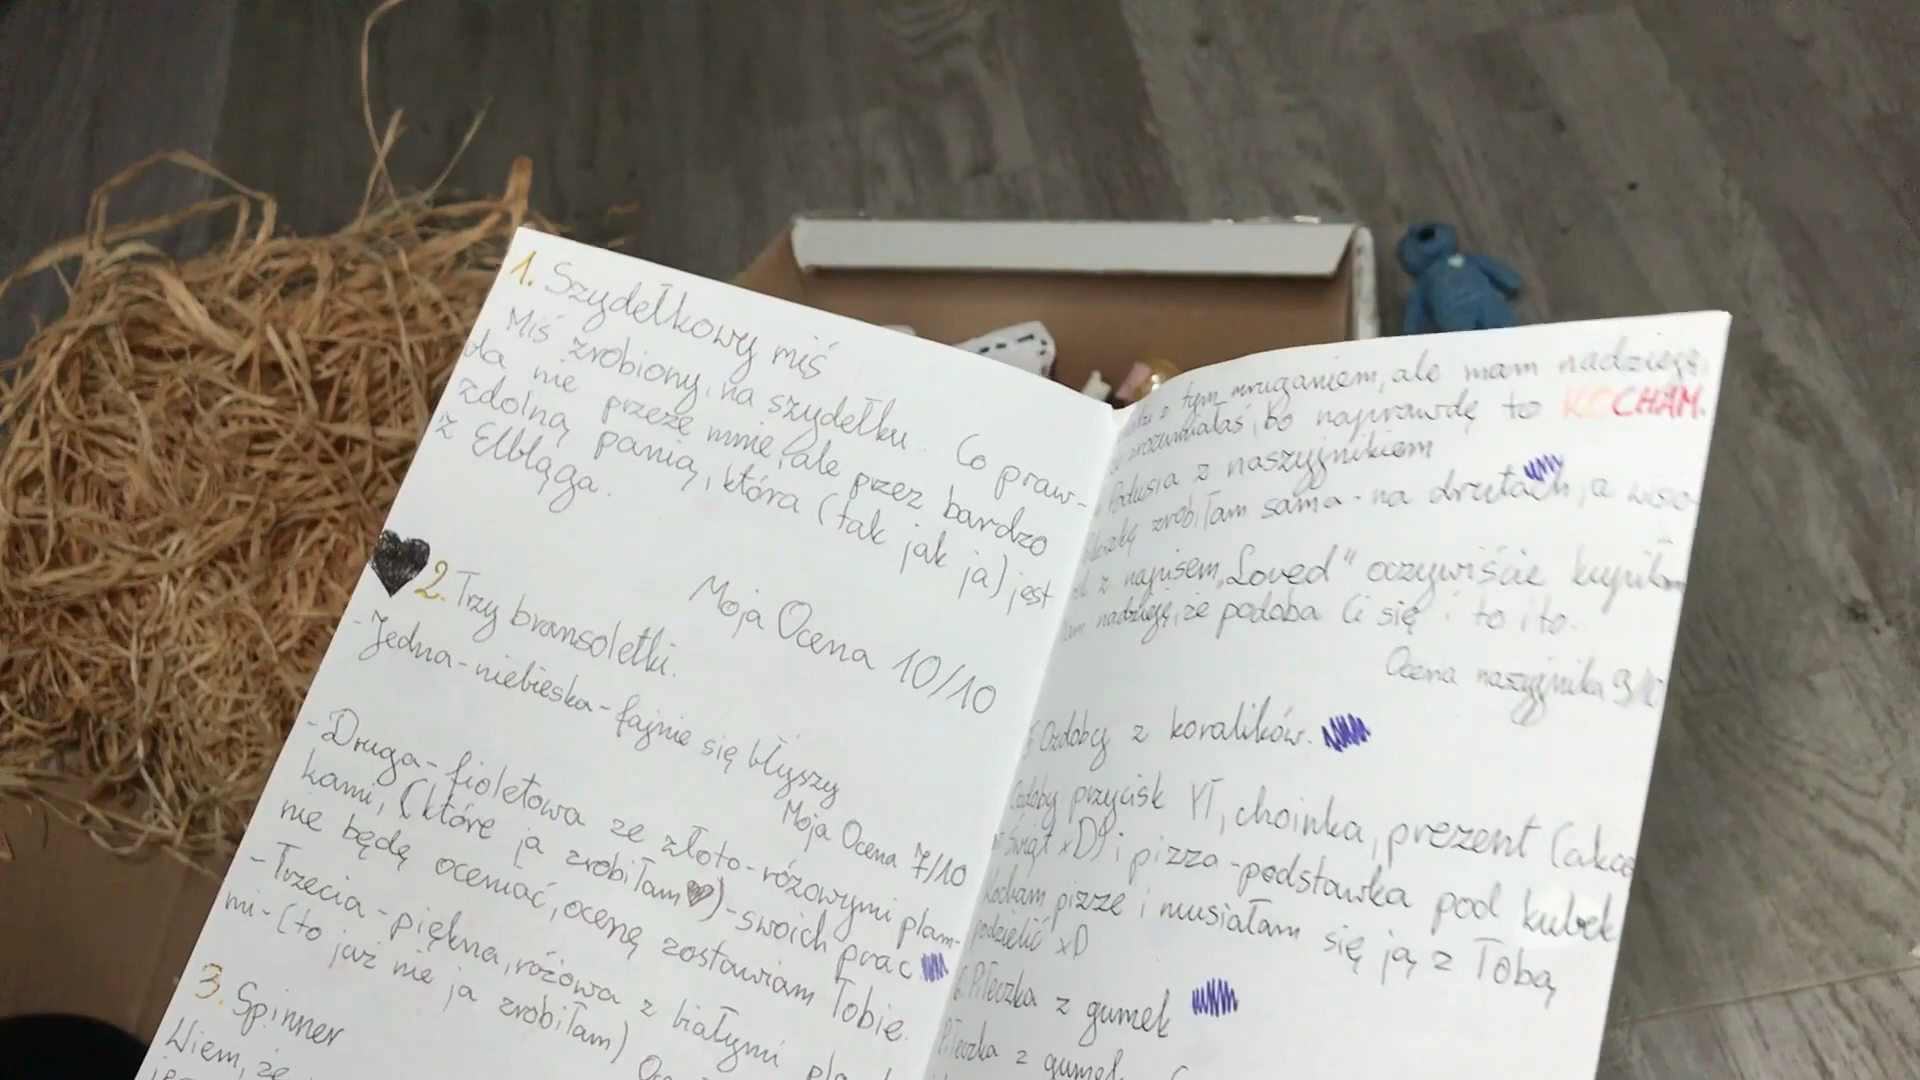 1. Szydełkowy miś
Miś zrobiony na szydełku. Co praw-
da nie przeze mnie, ale przez bardzo
zdolną panią, która (tak jak ja) jest
z Elbląga.
Moja Ocena 10/10
2. Trzy bransoletki.
- Jedna - niebieska - fajnie się błyszy
Moja Ocena 7/10
- Druga - fioletowa ze złoto-różowymi plam-
kami, (które ja zrobiłam) - swoich prac
nie będę oceniać, ocenę zostawiam Tobie.
- Trzecia - piękna, różowa z białymi
mi - (to już nie ja zrobiłam)
3. Spinner
Wiem, że
z tym mruganiem, ale mam nadzieję,
zrozumiałaś, bo naprawdę to KOCHAM.
Podusia z naszyjnikiem
zrobiłam sama - na drutach, a wisio-
z napisem „Loved" oczywiście kupiłam
nadzieję, że podoba Ci się i to i to.
Ocena naszyjnika
Ozdoby z koralików.
Ozdoby przycisk YT, choinka, prezent (
Świąt xD) i pizza - podstawka pod kubek
kocham pizzę i musiałam się ją z Tobą
podzielić xD
6. Piłeczka z gumek
Piłeczka z gumek